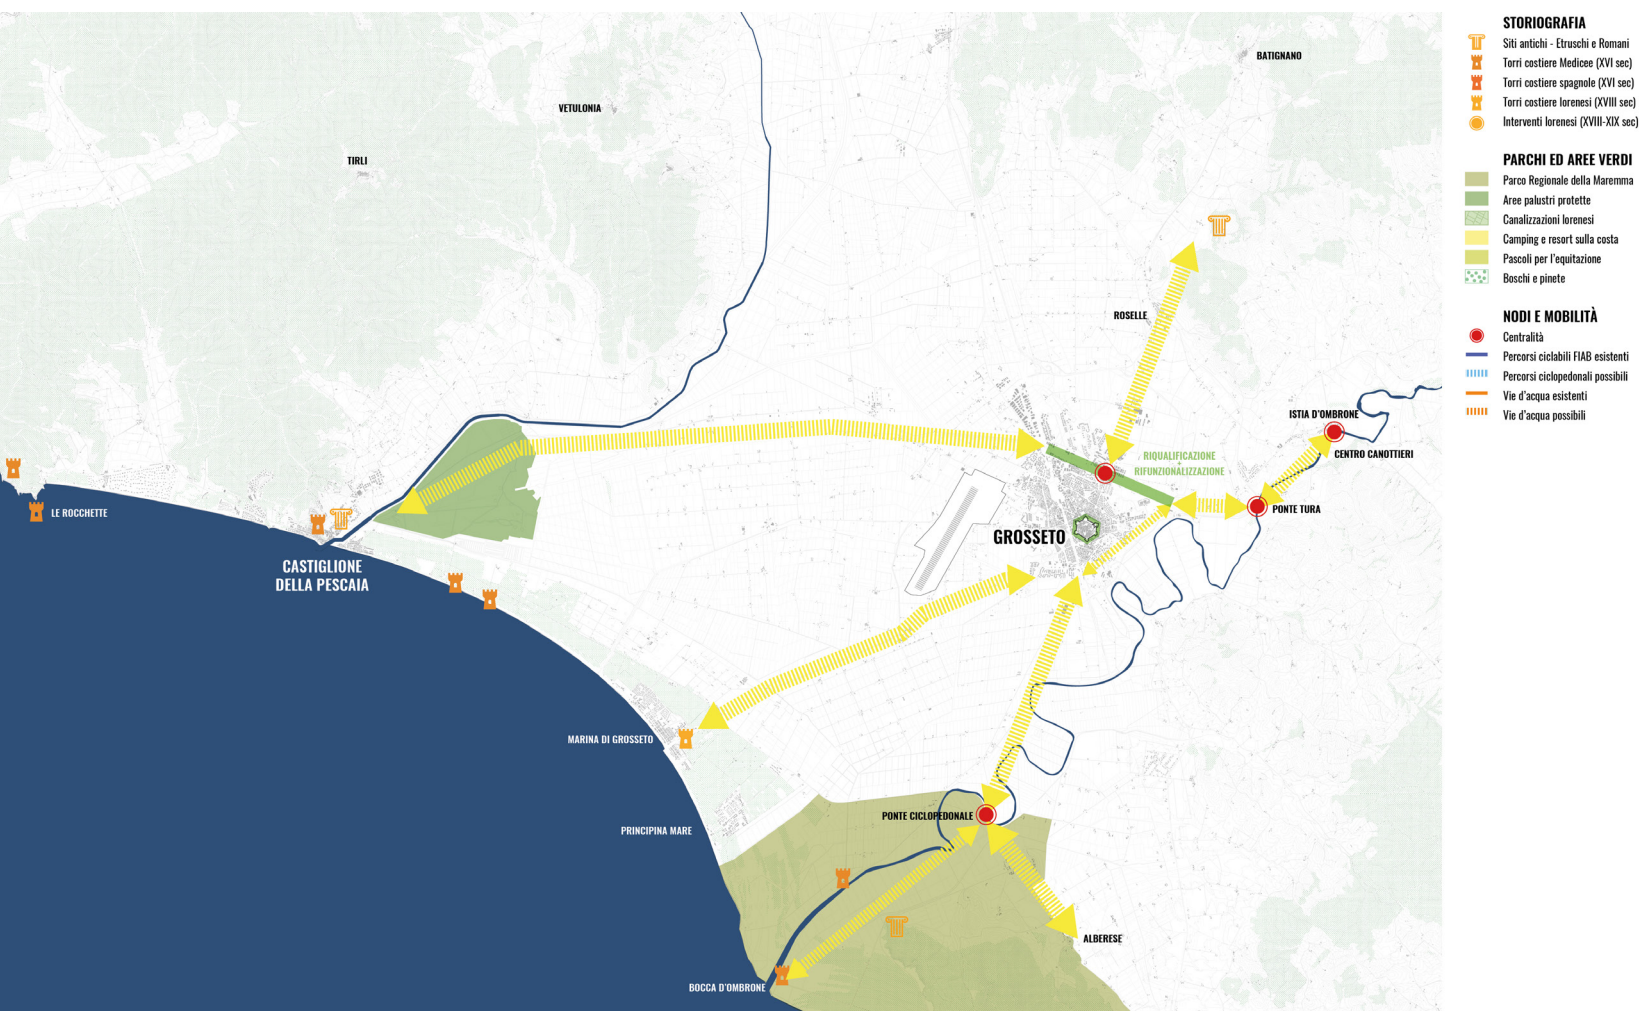 BATIGNANO
VETULONIA
TIRLI
ROSELLE
ISTIA D'OMBRONE
CENTRO CANOTTIERI
RIQUALIFICAZIONE
+
RIFUNZIONALIZZAZIONE
PONTE TURA
LE ROCCHETTE
GROSSETO
CASTIGLIONE
DELLA PESCAIA
MARINA DI GROSSETO
PONTE CICLOPEDONALE
PRINCIPINA MARE
ALBERESE
BOCCA D'OMBRONE
STORIOGRAFIA
Siti antichi - Etruschi e Romani
Torri costiere Medicee (XVI sec)
Torri costiere spagnole (XVI sec)
Torri costiere lorenesi (XVIII sec)
Interventi lorenesi (XVIII-XIX sec)
PARCHI ED AREE VERDI
Parco Regionale della Maremma
Aree palustri protette
Canalizzazioni lorenesi
Camping e resort sulla costa
Pascoli per l'equitazione
Boschi e pinete
NODI E MOBILITÀ
Centralità
Percorsi ciclabili FIAB esistenti
Percorsi ciclopedonali possibili
Vie d'acqua esistenti
Vie d'acqua possibili